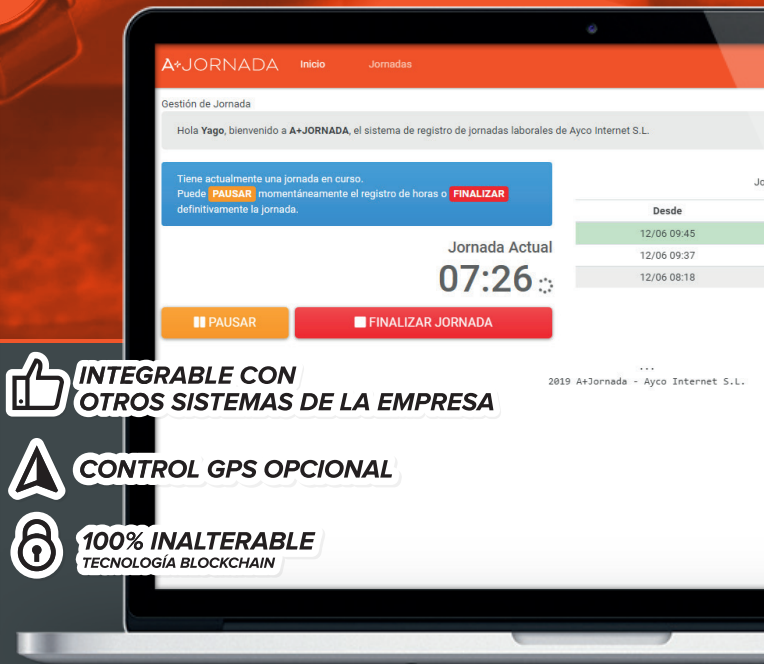 A+JORNADA Inicio Jornadas
Gestión de Jornada
Hola Yago, bienvenido a A+JORNADA, el sistema de registro de jornadas laborales de Ayco Internet S.L.
Tiene actualmente una jornada en curso.
Puede PAUSAR momentáneamente el registro de horas o FINALIZAR
definitivamente la jornada.
Jornada Actual
07:26
PAUSAR
FINALIZAR JORNADA
Desde
12/06 09:45
12/06 09:37
12/06 08:18
...
2019 A+Jornada - Ayco Internet S.L.
INTEGRABLE CON
OTROS SISTEMAS DE LA EMPRESA
CONTROL GPS OPCIONAL
100% INALTERABLE
TECNOLOGÍA BLOCKCHAIN